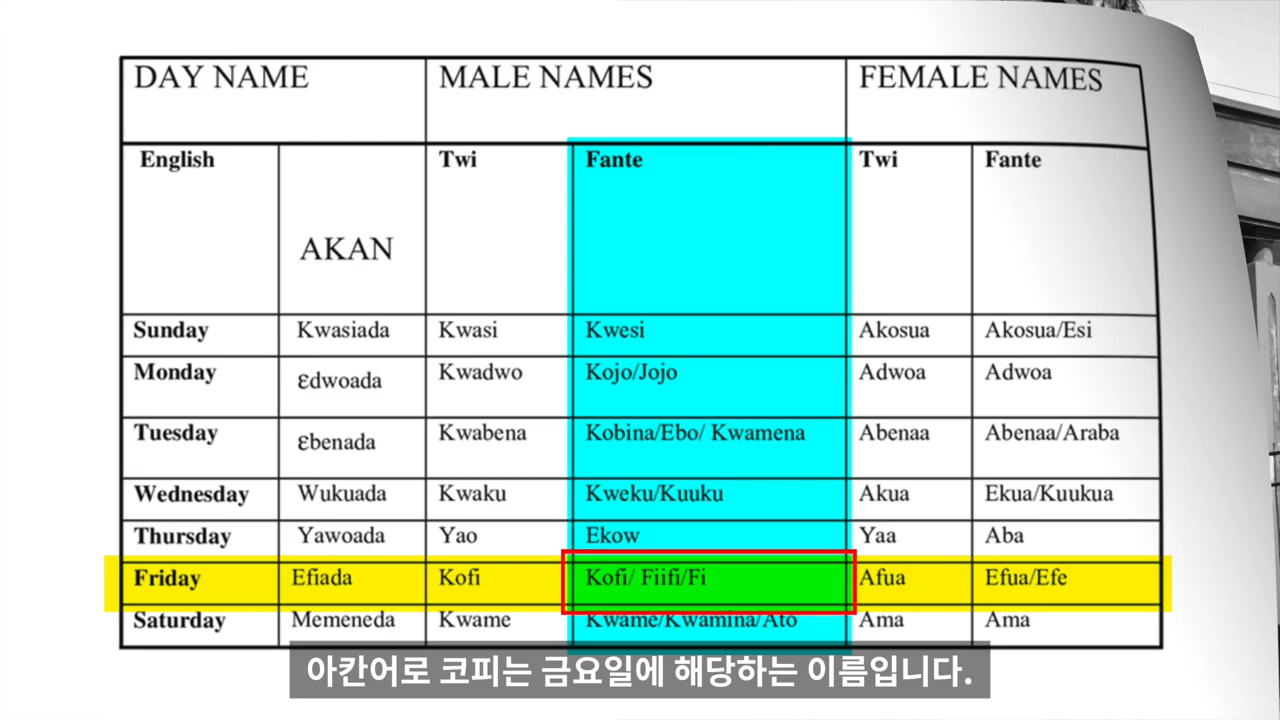 DAY NAME MALE NAMES FEMALE NAMES
English AKAN Twi Fante Twi Fante
Sunday Kwasiada Kwasi Kwesi Akosua Akosua/Esi
Monday ɛdwoada Kwadwo Kojo/Jojo Adwoa Adwoa
Tuesday ɛbenada Kwabena Kobina/Ebo/ Kwamena Abenaa Abenaa/Araba
Wednesday Wukuada Kwaku Kweku/Kuuku Akua Ekua/Kuukua
Thursday Yawoada Yao Ekow Yaa Aba
Friday Efiada Kofi Kofi/ Fiifi/Fi Afua Efua/Efe
Saturday Memeneda Kwame Kwame/Kwamina/Ato Ama Ama
아칸어로 코피는 금요일에 해당하는 이름입니다.